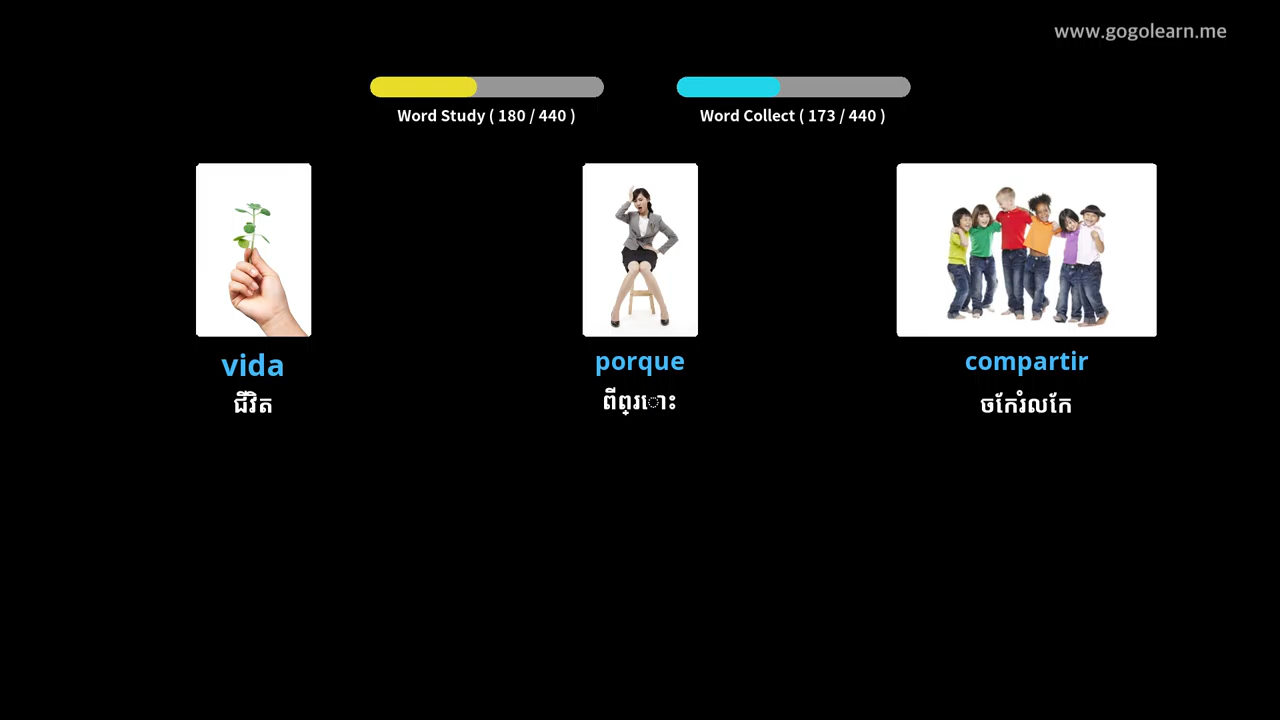 www.gogolearn.me
Word Study ( 180 / 440 )
Word Collect ( 173 / 440 )
vida
porque
compartir
ជីវិត
ពីព្រោះ
ចែករំលែក